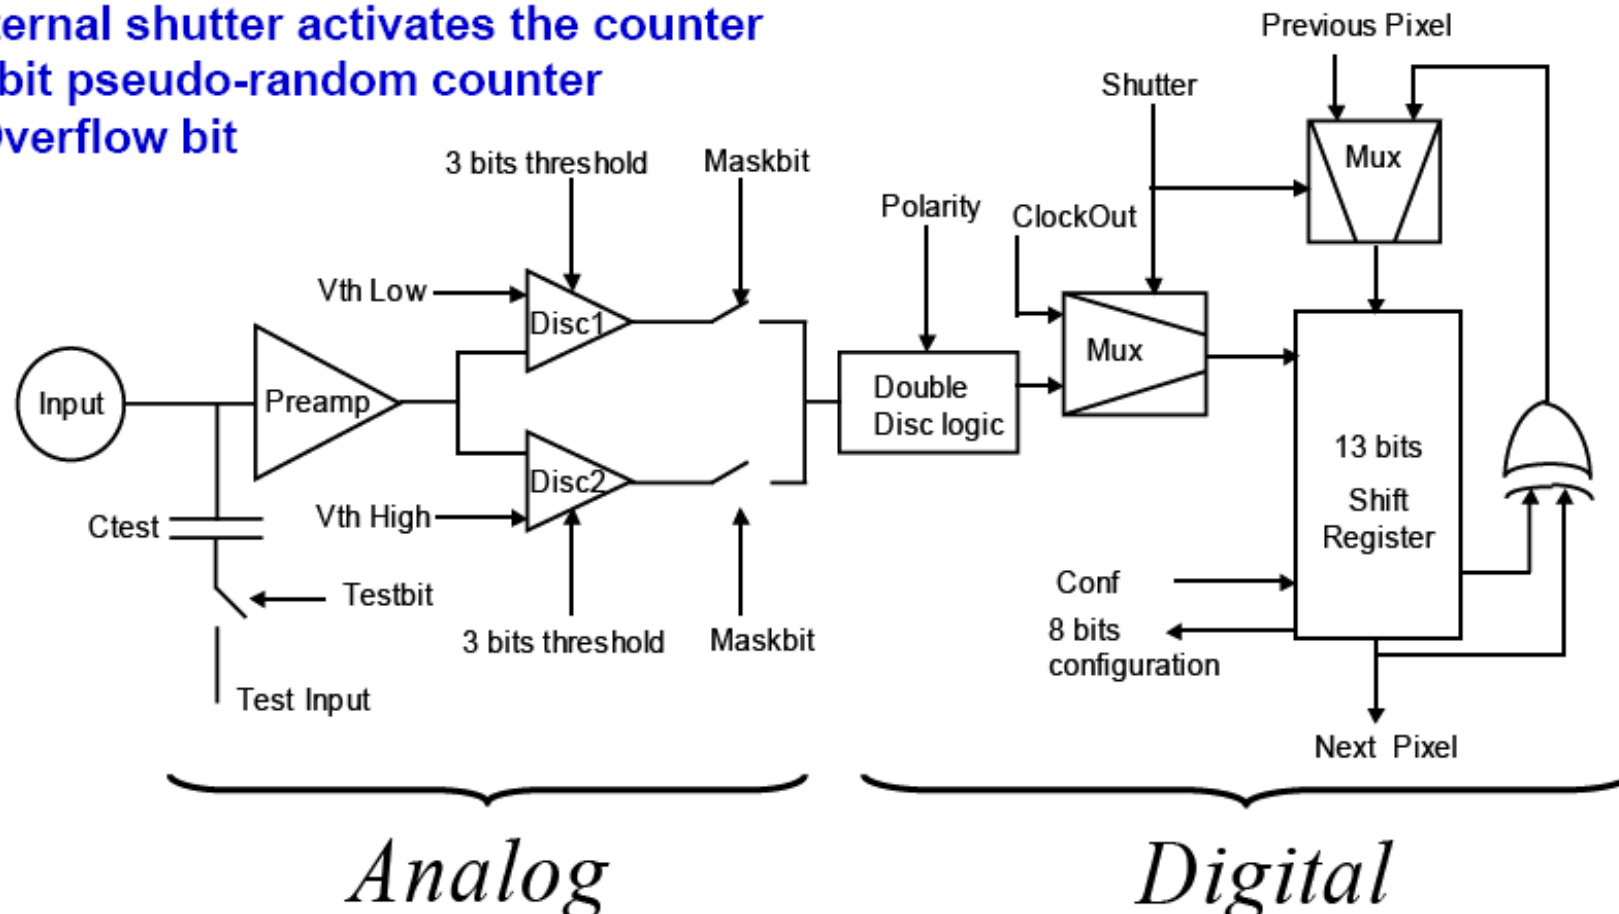 ternal shutter activates the counter
bit pseudo-random counter
Overflow bit
Previous Pixel
Shutter
Mux
3 bits threshold
Maskbit
Polarity
ClockOut
Vth Low
Disc1
Mux
Input
Preamp
Double
Disc logic
13 bits
Shift
Register
Disc2
Vth High
Ctest
Testbit
Conf
8 bits
configuration
3 bits threshold
Maskbit
Test Input
Next Pixel
Analog
Digital